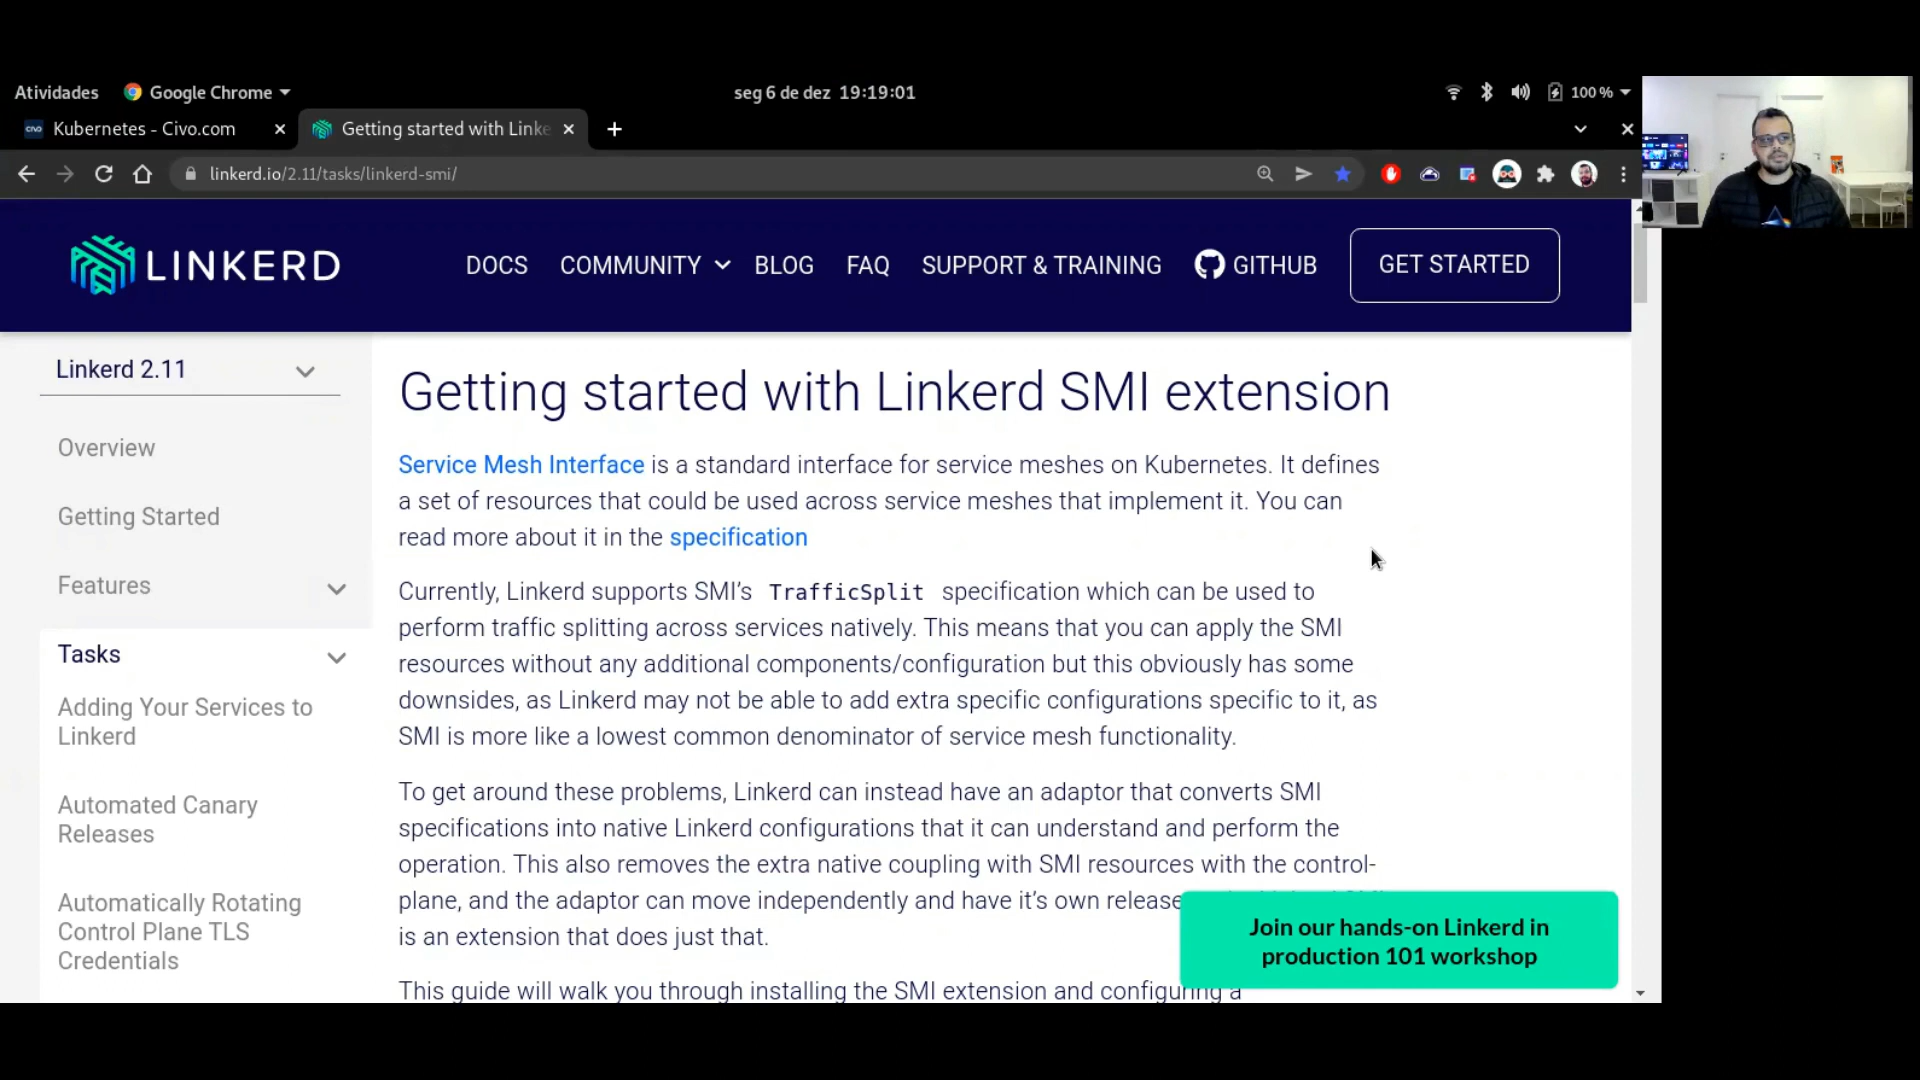 Atividades
Google Chrome
seg 6 de dez 19:19:01
100 %
Kubernetes - Civo.com
Getting started with Linke
linkerd.io/2.11/tasks/linkerd-smi/
LINKERD
DOCS
COMMUNITY
BLOG
FAQ
SUPPORT & TRAINING
GITHUB
GET STARTED
Linkerd 2.11
Overview
Getting Started
Features
Tasks
Adding Your Services to
Linkerd
Automated Canary
Releases
Automatically Rotating
Control Plane TLS
Credentials
Getting started with Linkerd SMI extension
Service Mesh Interface is a standard interface for service meshes on Kubernetes. It defines
a set of resources that could be used across service meshes that implement it. You can
read more about it in the specification
Currently, Linkerd supports SMI’s TrafficSplit specification which can be used to
perform traffic splitting across services natively. This means that you can apply the SMI
resources without any additional components/configuration but this obviously has some
downsides, as Linkerd may not be able to add extra specific configurations specific to it, as
SMI is more like a lowest common denominator of service mesh functionality.
To get around these problems, Linkerd can instead have an adaptor that converts SMI
specifications into native Linkerd configurations that it can understand and perform the
operation. This also removes the extra native coupling with SMI resources with the control-
plane, and the adaptor can move independently and have it’s own release
is an extension that does just that.
This guide will walk you through installing the SMI extension and configuring a
Join our hands-on Linkerd in
production 101 workshop